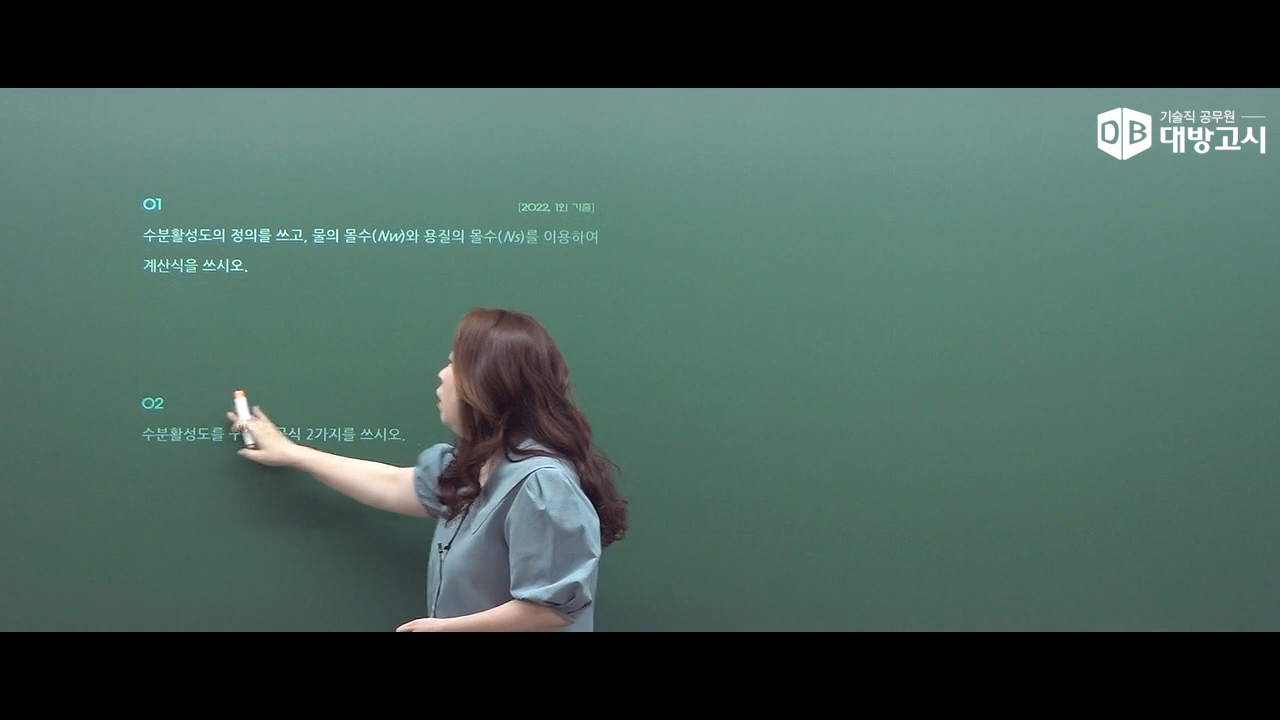 기술직 공무원
DB 대방고시
01
[2022. 1회 기출]
수분활성도의 정의를 쓰고, 물의 몰수(Nw)와 용질의 몰수(Ns)를 이용하여
계산식을 쓰시오.
02
수분활성도를 2가지를 쓰시오.